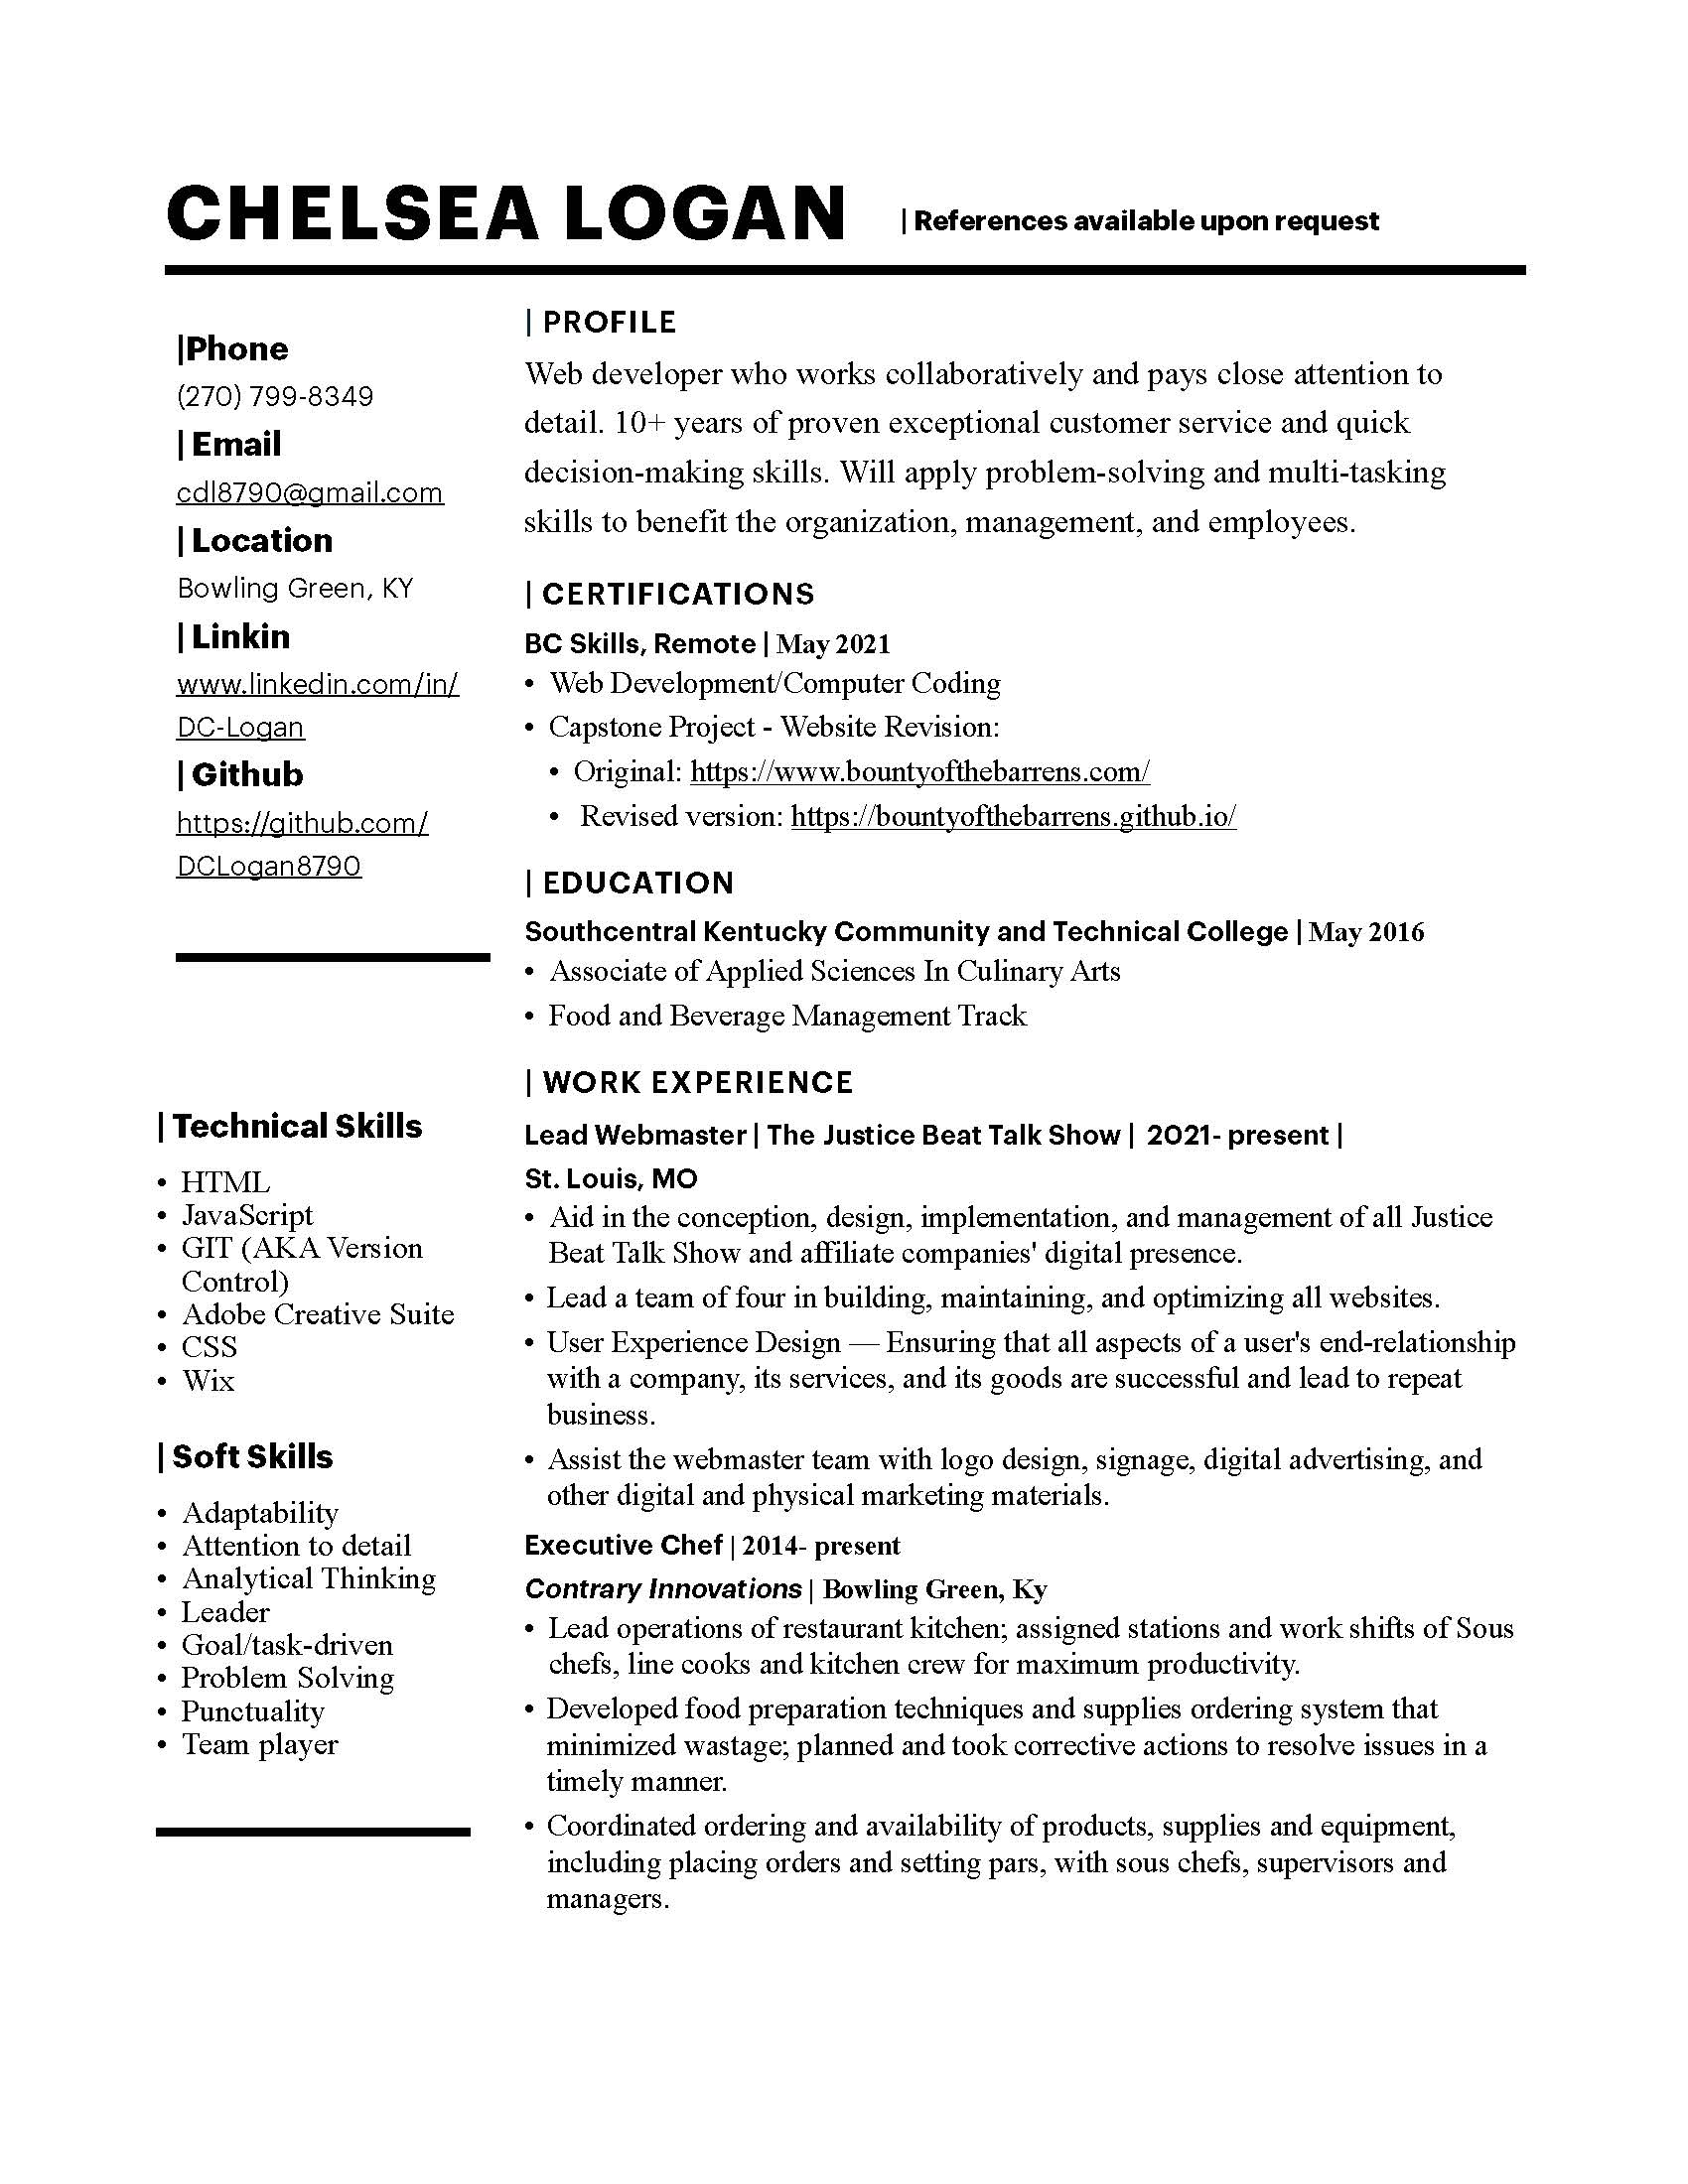 CHELSEA LOGAN | References available upon request
|Phone
(270) 799-8349
| Email
cdl8790@gmail.com
| Location
Bowling Green, KY
| Linkin
www.linkedin.com/in/
DC-Logan
| Github
https://github.com/
DCLogan8790
| Technical Skills
• HTML
• JavaScript
• GIT (AKA Version
Control)
• Adobe Creative Suite
• CSS
• Wix
| Soft Skills
• Adaptability
• Attention to detail
• Analytical Thinking
• Leader
• Goal/task-driven
• Problem Solving
• Punctuality
• Team player
| PROFILE
Web developer who works collaboratively and pays close attention to
detail. 10+ years of proven exceptional customer service and quick
decision-making skills. Will apply problem-solving and multi-tasking
skills to benefit the organization, management, and employees.
| CERTIFICATIONS
BC Skills, Remote | May 2021
• Web Development/Computer Coding
• Capstone Project - Website Revision:
• Original: https://www.bountyofthebarrens.com/
• Revised version: https://bountyofthebarrens.github.io/
| EDUCATION
Southcentral Kentucky Community and Technical College | May 2016
• Associate of Applied Sciences In Culinary Arts
• Food and Beverage Management Track
| WORK EXPERIENCE
Lead Webmaster | The Justice Beat Talk Show | 2021- present |
St. Louis, MO
• Aid in the conception, design, implementation, and management of all Justice
Beat Talk Show and affiliate companies' digital presence.
• Lead a team of four in building, maintaining, and optimizing all websites.
• User Experience Design — Ensuring that all aspects of a user's end-relationship
with a company, its services, and its goods are successful and lead to repeat
business.
• Assist the webmaster team with logo design, signage, digital advertising, and
other digital and physical marketing materials.
Executive Chef | 2014- present
Contrary Innovations | Bowling Green, Ky
• Lead operations of restaurant kitchen; assigned stations and work shifts of Sous
chefs, line cooks and kitchen crew for maximum productivity.
• Developed food preparation techniques and supplies ordering system that
minimized wastage; planned and took corrective actions to resolve issues in a
timely manner.
• Coordinated ordering and availability of products, supplies and equipment,
including placing orders and setting pars, with sous chefs, supervisors and
managers.